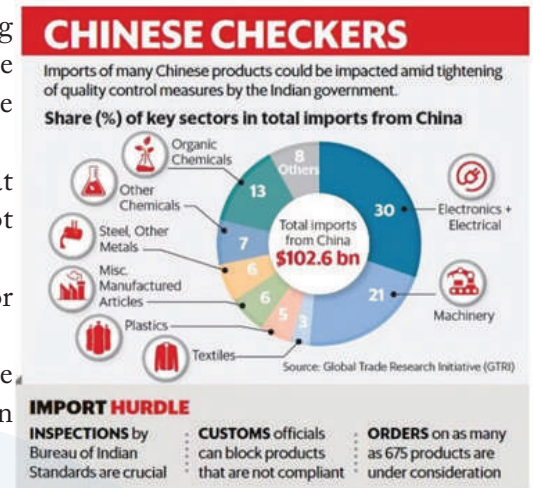 ng
e
e
at
ot
or
e
n
CHINESE CHECKERS
Imports of many Chinese products could be impacted amid tightening
of quality control measures by the Indian government.
Share (%) of key sectors in total imports from China
Organic
Chemicals
Other
Chemicals
Steel, Other
Metals
Misc.
Manufactured
Articles
Plastics
Textiles
8
Others
13
7
6
6
5
3
21
30
Total imports
from China
$102.6 bn
Electronics +
Electrical
Machinery
Source: Global Trade Research Initiative (GTRI)
IMPORT HURDLE
INSPECTIONS by
Bureau of Indian
Standards are crucial
CUSTOMS officials
can block products
that are not compliant
ORDERS on as many
as 675 products are
under consideration